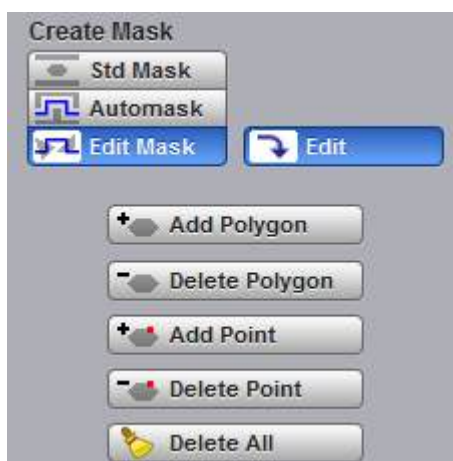 Create Mask
Std Mask
Automask
Edit Mask
Edit
Add Polygon
Delete Polygon
Add Point
Delete Point
Delete All